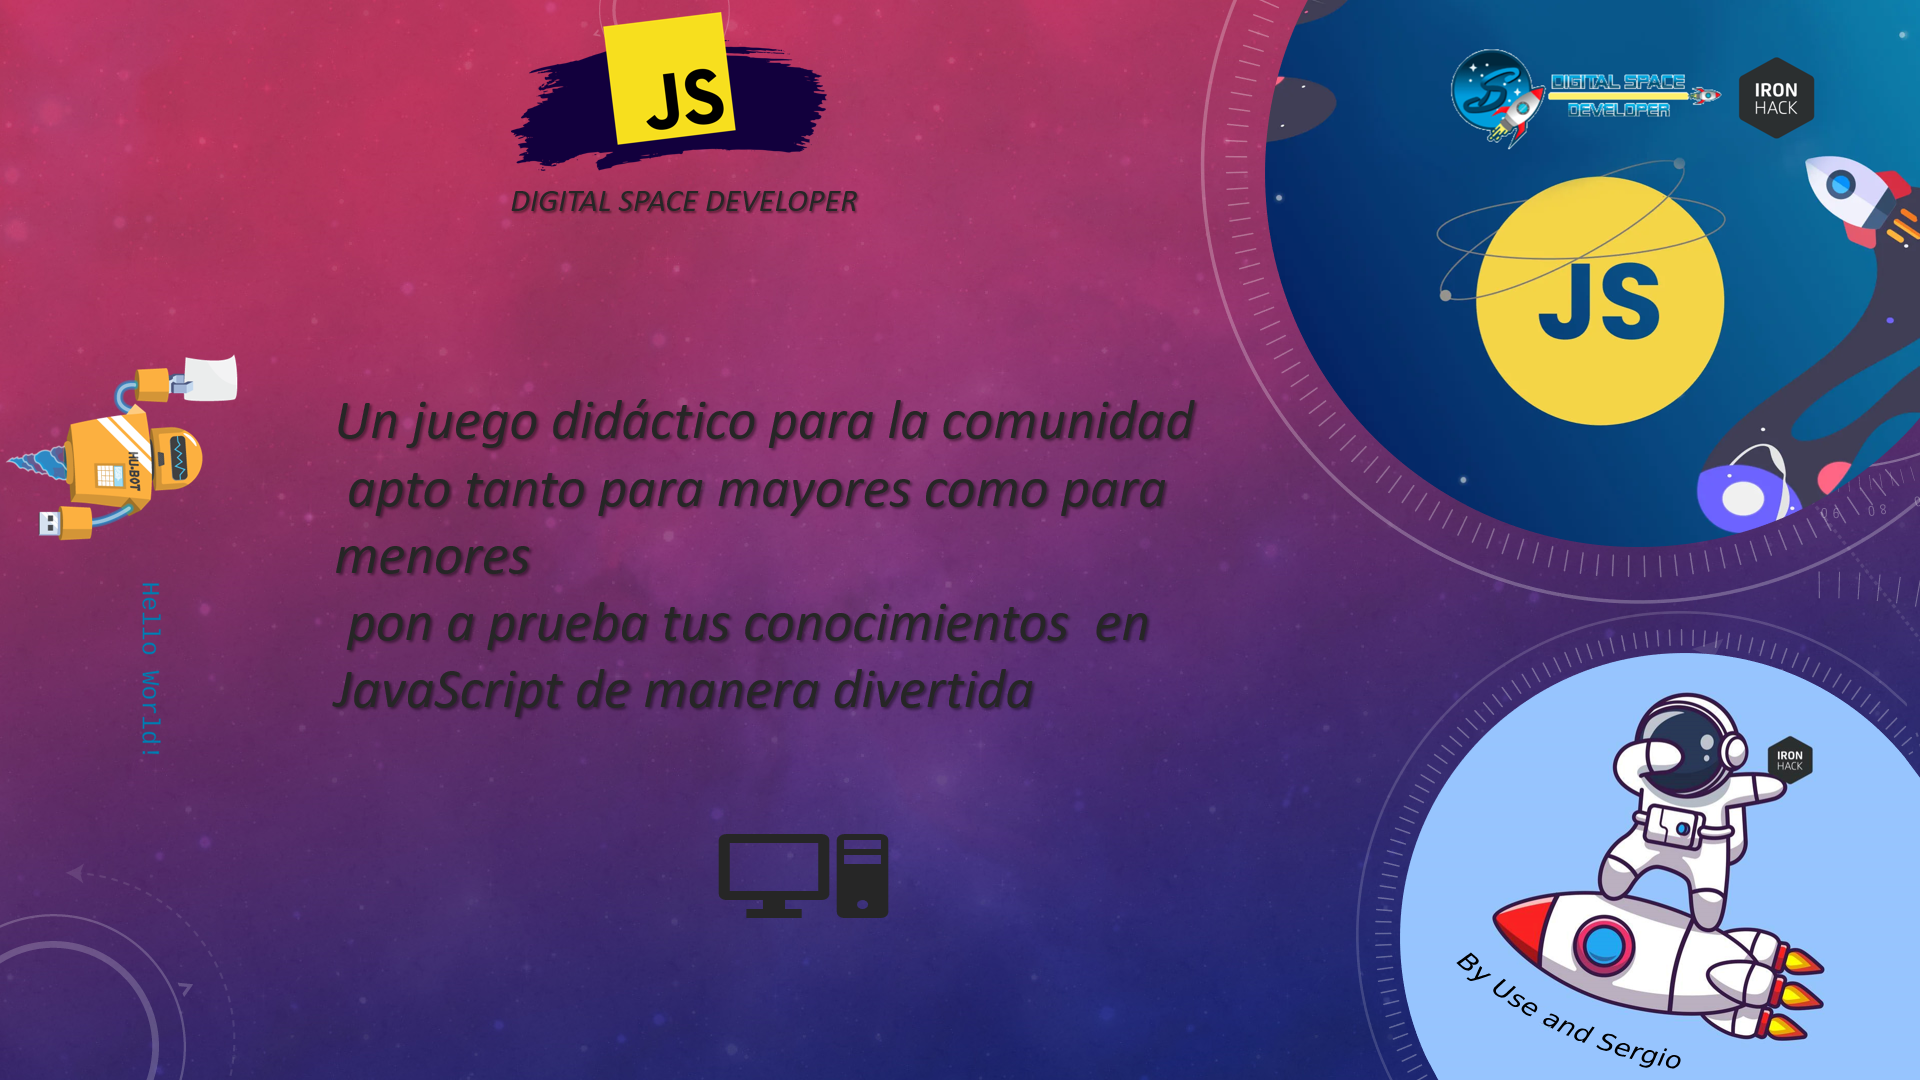 JS
DIGITAL SPACE DEVELOPER
Un juego didáctico para la comunidad
apto tanto para mayores como para
menores
pon a prueba tus conocimientos  en
JavaScript de manera divertida
HU-BOT
Hello World!
S
DIGITAL SPACE
DEVELOPER
IRON
HACK
JS
06 08
IRON
HACK
By Use and Sergio